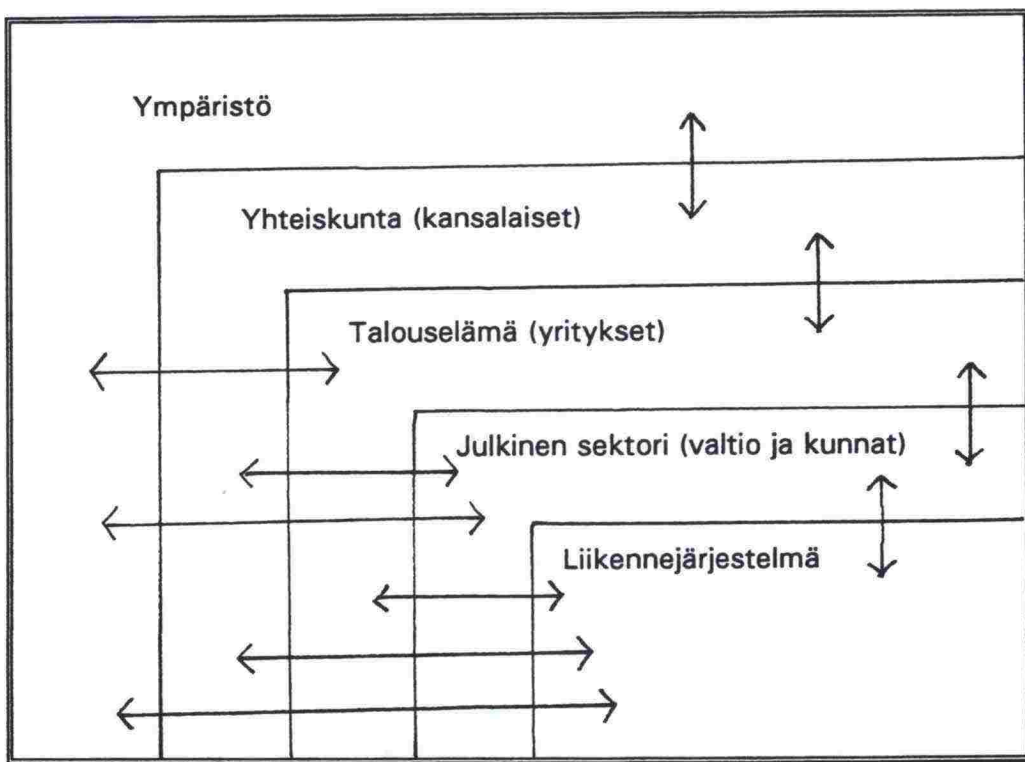 Ympäristö
Yhteiskunta (kansalaiset)
Talouselämä (yritykset)
Julkinen sektori (valtio ja kunnat)
Liikennejärjestelmä